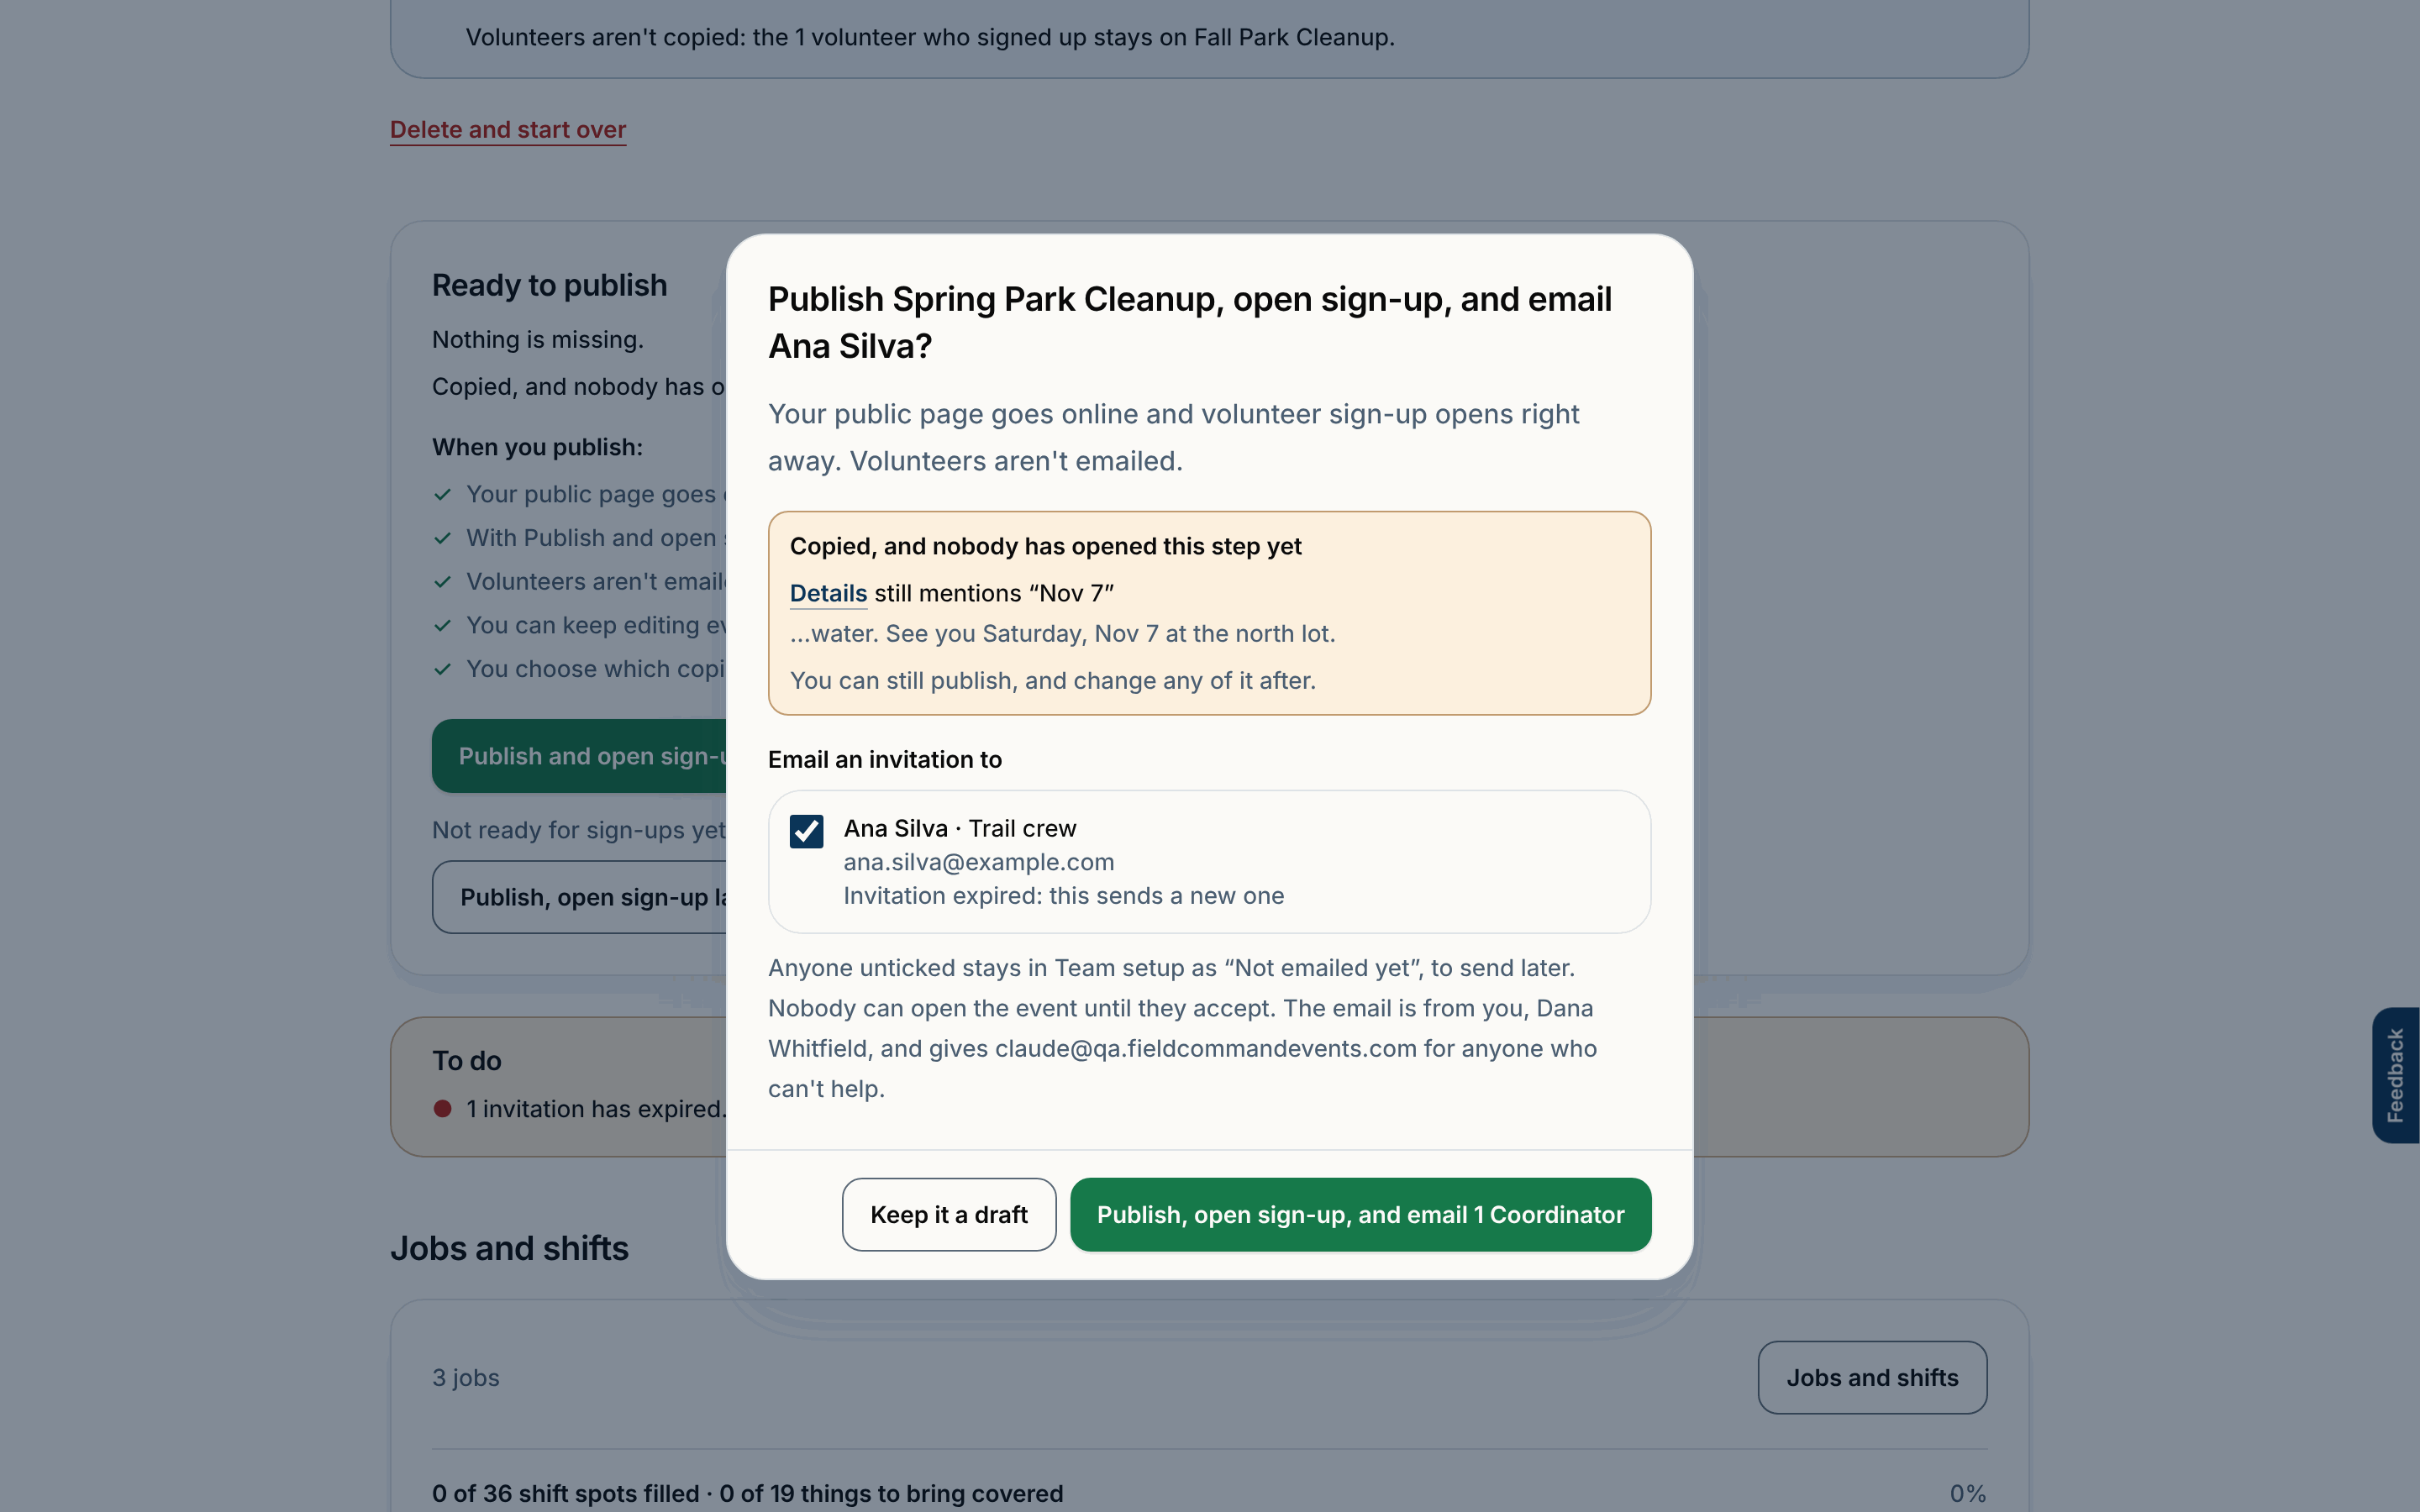 Volunteers aren't copied: the 1 volunteer who signed up stays on Fall Park Cleanup.
Delete and start over
Ready to publish
Nothing is missing.
Copied, and nobody has
When you publish:
Your public page goes
With Publish and open
Volunteers aren't
You can keep editing
You choose which
Publish and open
Not ready for sign-ups yet
Publish, open sign-up
To do
1 invitation has expired.
Publish Spring Park Cleanup, open sign-up, and email
Ana Silva?
Your public page goes online and volunteer sign-up opens right
away. Volunteers aren't emailed.
Copied, and nobody has opened this step yet
Details still mentions “Nov 7”
...water. See you Saturday, Nov 7 at the north lot.
You can still publish, and change any of it after.
Email an invitation to
Ana Silva · Trail crew
ana.silva@example.com
Invitation expired: this sends a new one
Anyone unticked stays in Team setup as “Not emailed yet”, to send later.
Nobody can open the event until they accept. The email is from you, Dana
Whitfield, and gives claude@qa.fieldcommandevents.com for anyone who
can't help.
Keep it a draft
Publish, open sign-up, and email 1 Coordinator
Feedback
Jobs and shifts
3 jobs
Jobs and shifts
0 of 36 shift spots filled · 0 of 19 things to bring covered
0%